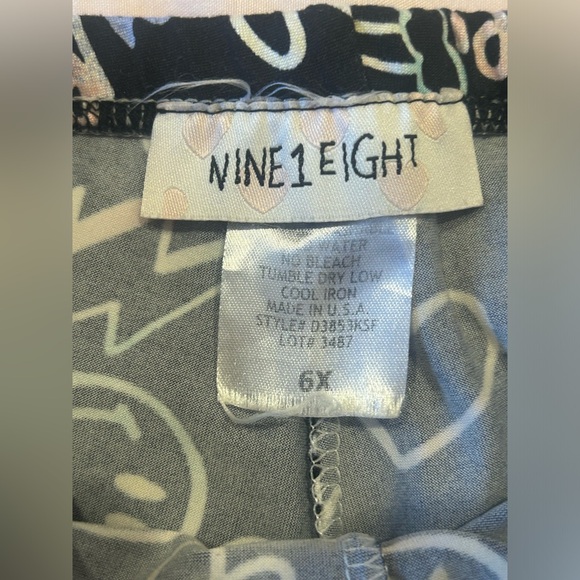 NINE1EIGHT
WATER
NO BLEACH
TUMBLE DRY LOW
COOL IRON
MADE IN U.S.A.
STYLE# D3853KSF
LOT# 3487
6X